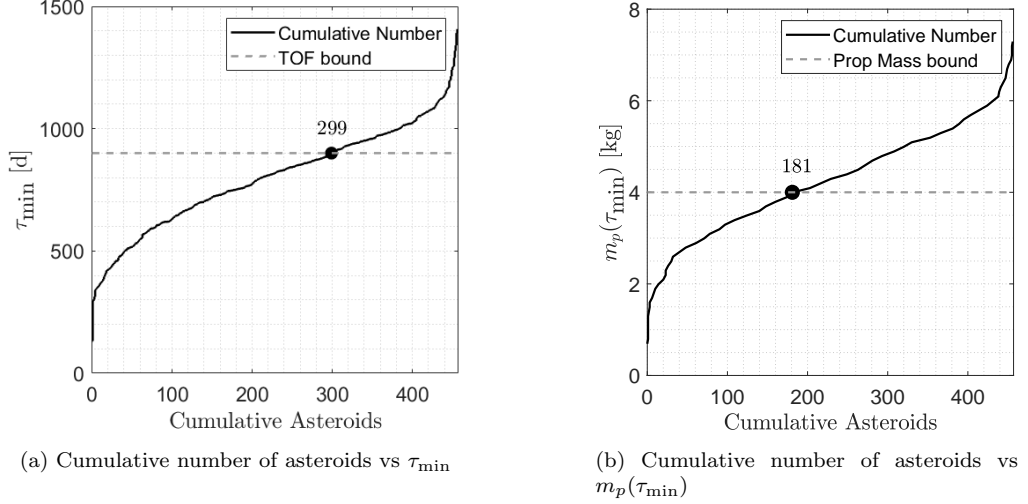 1500
1000
500
0
τmin [d]
Cumulative Number
TOF bound
299
0
100
200
300
400
Cumulative Asteroids
(a) Cumulative number of asteroids vs τmin
8
6
4
2
0
mp(τmin) [kg]
Cumulative Number
Prop Mass bound
181
0
100
200
300
400
Cumulative Asteroids
(b) Cumulative number of asteroids vs
mp(τmin)